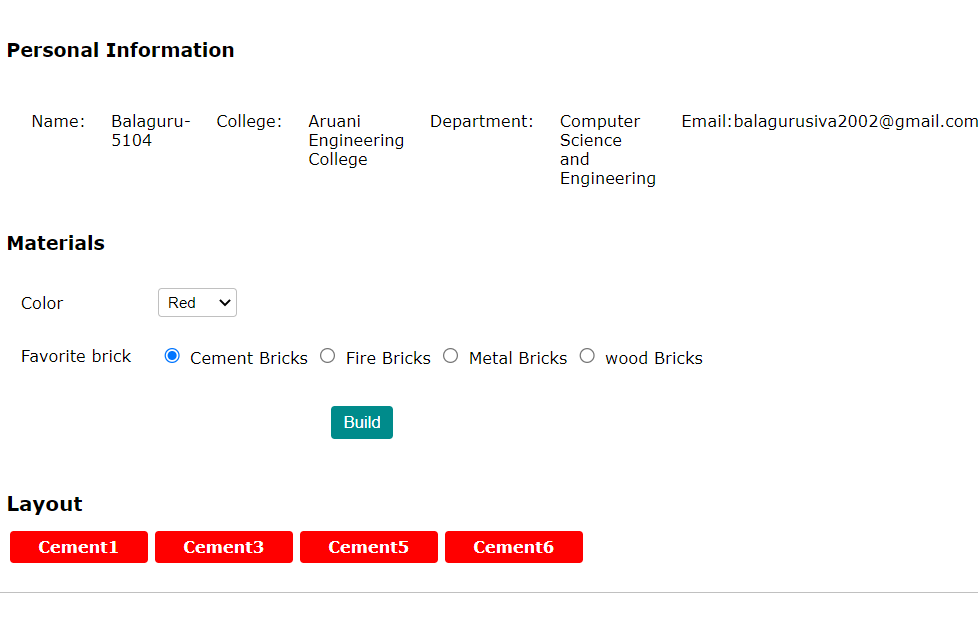 Personal Information
Name: Balaguru- College: Aruani Department: Computer Email:balagurusiva2002@gmail.com
5104 Engineering Science
College and
Engineering
Materials
Color Red
Favorite brick Cement Bricks Fire Bricks Metal Bricks wood Bricks
Build
Layout
Cement1 Cement3 Cement5 Cement6